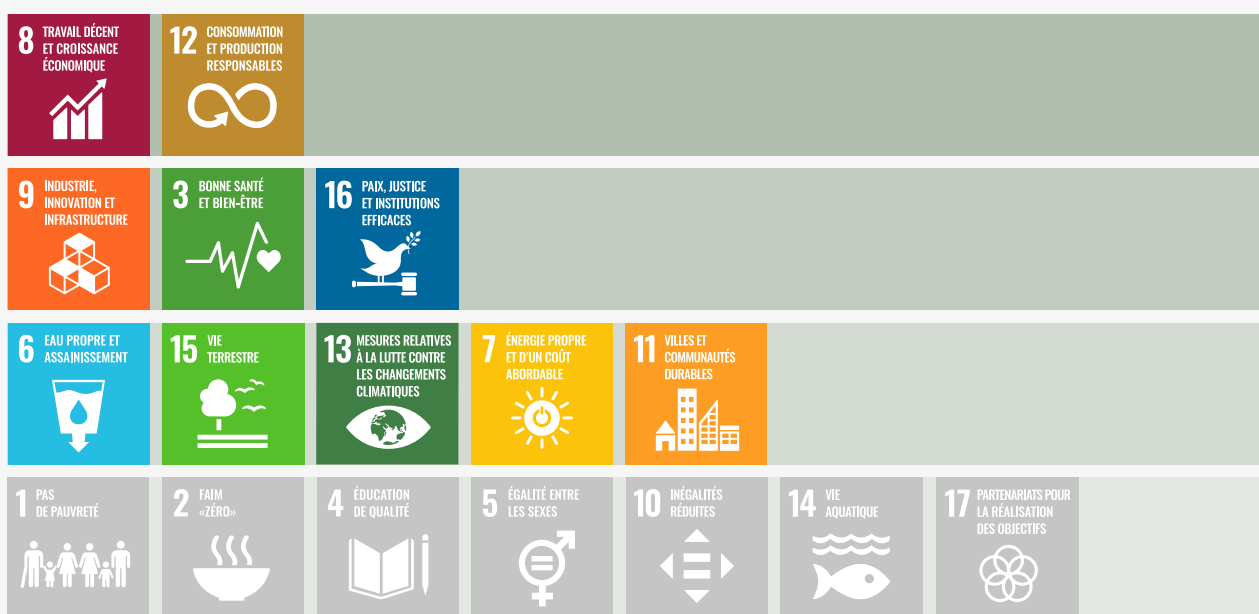 8 TRAVAIL DÉCENT
ET CROISSANCE
ÉCONOMIQUE
12 CONSOMMATION
ET PRODUCTION
RESPONSABLES
9 INDUSTRIE,
INNOVATION ET
INFRASTRUCTURE
3 BONNE SANTÉ
ET BIEN-ÊTRE
16 PAIX, JUSTICE
ET INSTITUTIONS
EFFICACES
6 EAU PROPRE ET
ASSAINISSEMENT
15 VIE
TERRESTRE
13 MESURES RELATIVES
À LA LUTTE CONTRE
LES CHANGEMENTS
CLIMATIQUES
7 ÉNERGIE PROPRE
ET D'UN COÛT
ABORDABLE
11 VILLES ET
COMMUNAUTÉS
DURABLES
1 PAS
DE PAUVRETÉ
2 FAIM
«ZÉRO»
4 ÉDUCATION
DE QUALITÉ
5 ÉGALITÉ ENTRE
LES SEXES
10 INÉGALITÉS
RÉDUITES
14 VIE
AQUATIQUE
17 PARTENARIATS POUR
LA RÉALISATION
DES OBJECTIFS